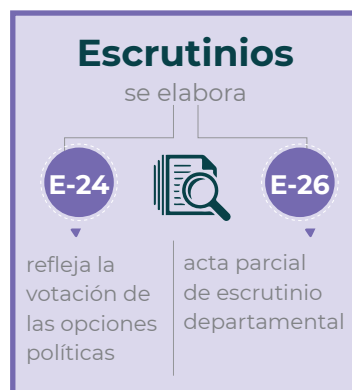 Escrutinios
se elabora
E-24
E-26
refleja la
votación de
las opciones
políticas
acta parcial
de escrutinio
departamental